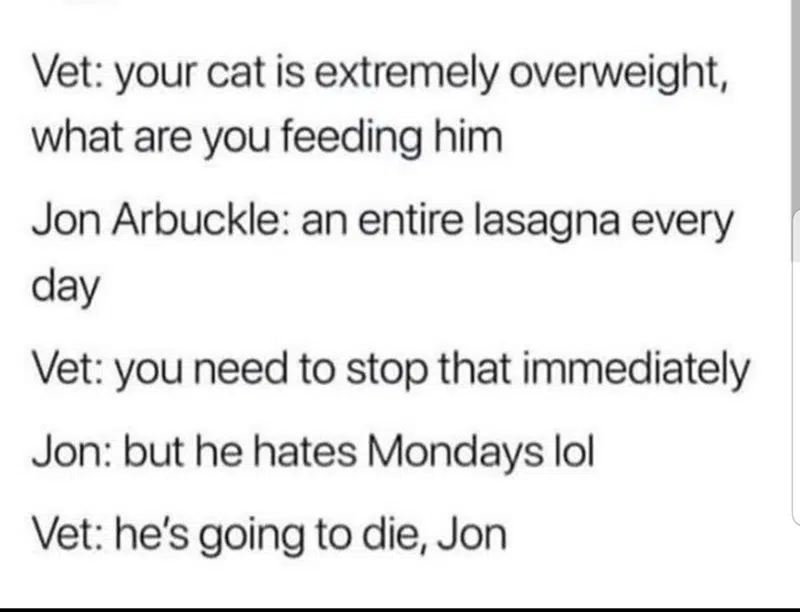 Vet: your cat is extremely overweight,
what are you feeding him
Jon Arbuckle: an entire lasagna every
day
Vet: you need to stop that immediately
Jon: but he hates Mondays lol
Vet: he's going to die, Jon